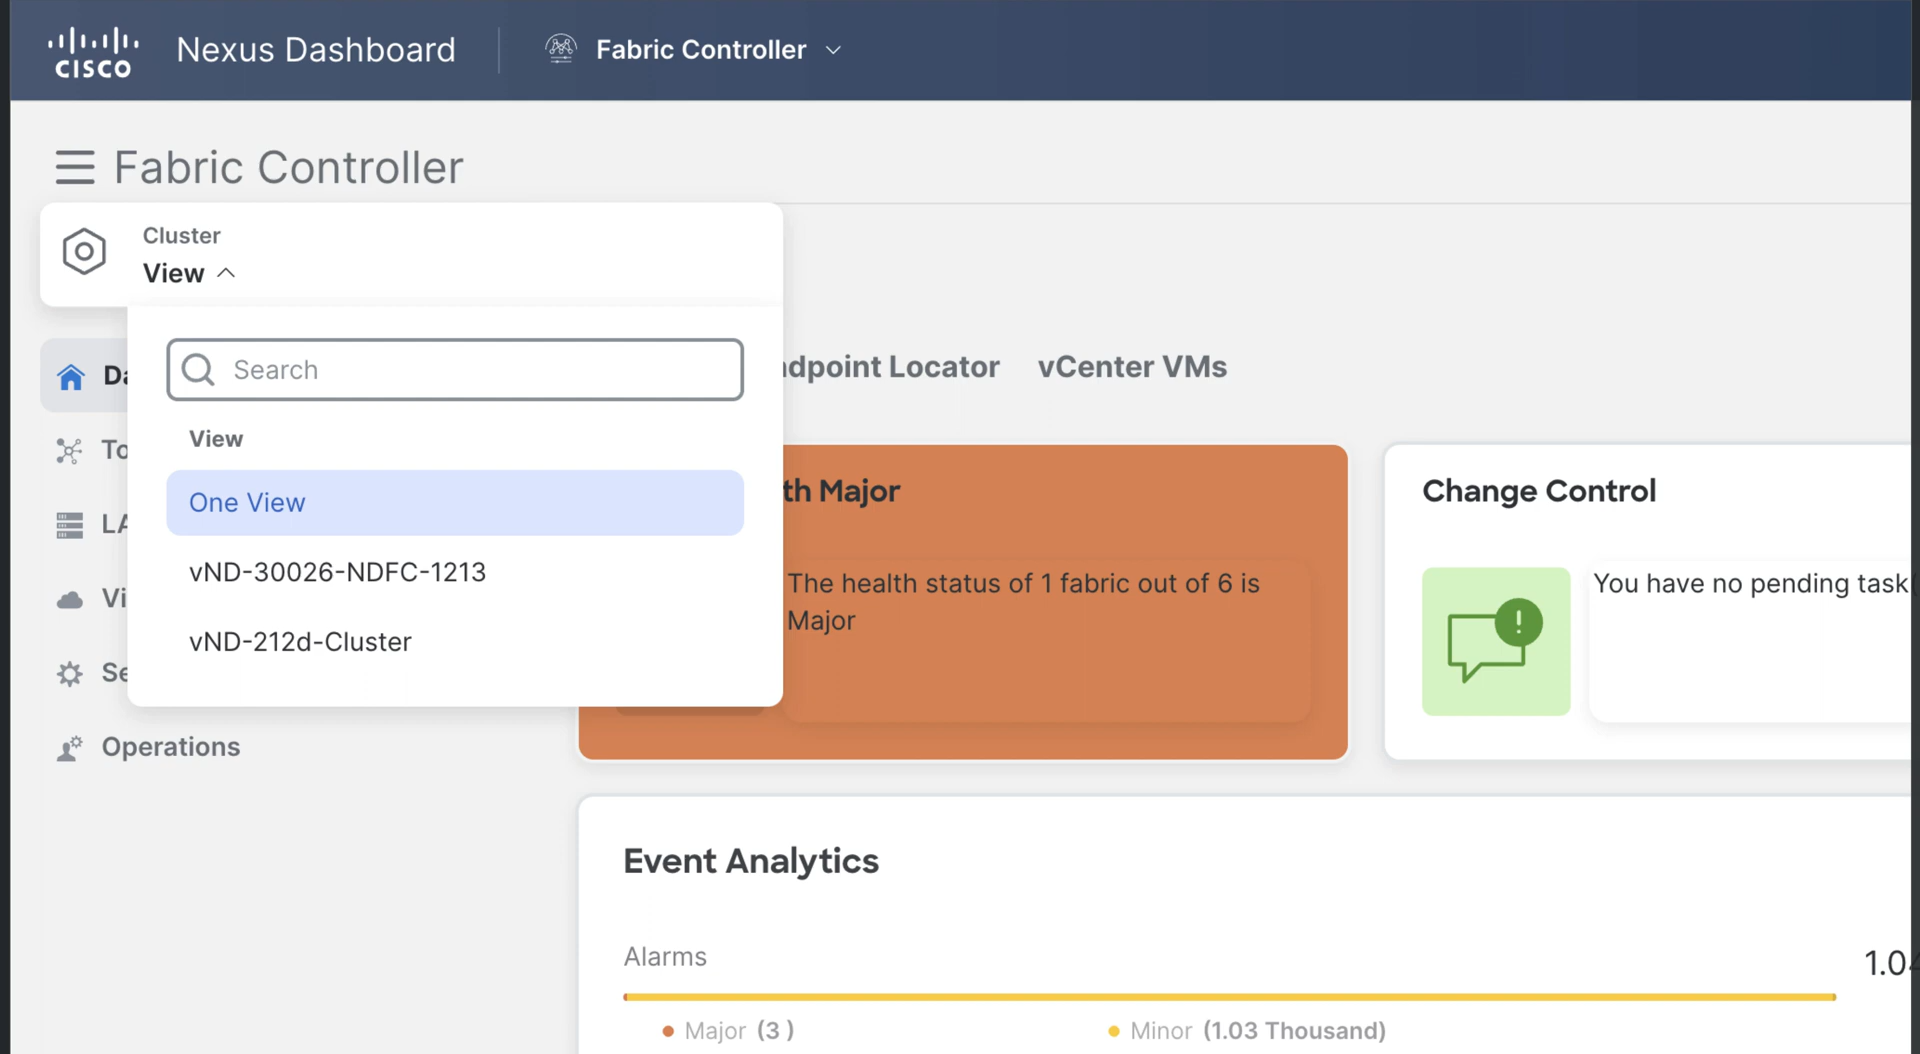 CISCO
Nexus Dashboard
Fabric Controller
Fabric Controller
Cluster
View
Search
View
One View
vND-30026-NDFC-1213
vND-212d-Cluster
Operations
Locator
vCenter VMs
Major
The health status of 1 fabric out of 6 is
Major
Change Control
You have no pending task
Event Analytics
Alarms
Major (3 )
Minor (1.03 Thousand)